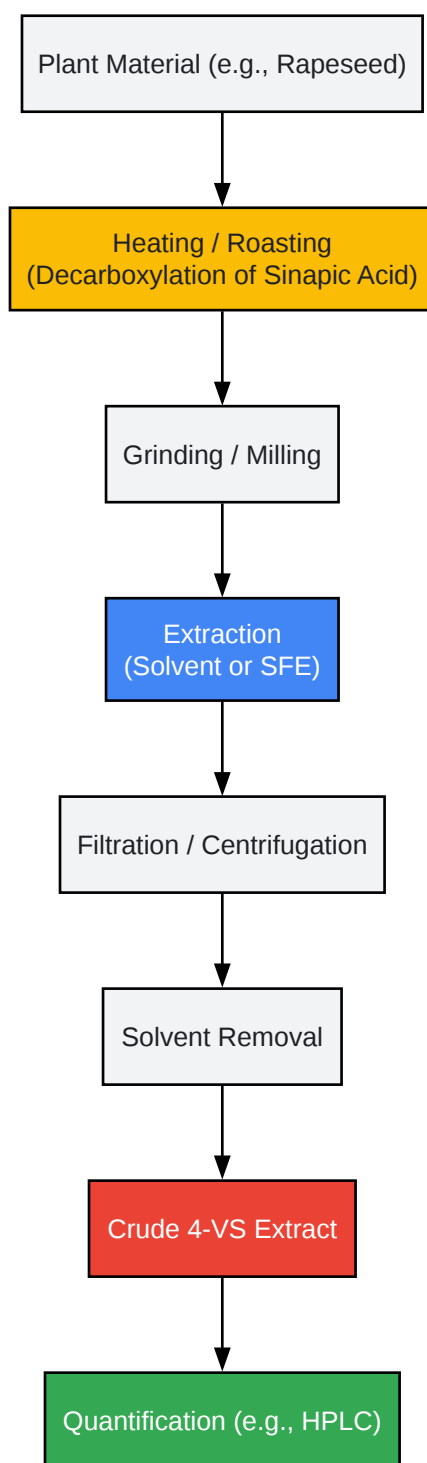 Plant Material (e.g., Rapeseed)
Heating / Roasting
(Decarboxylation of Sinapic Acid)
Grinding / Milling
Extraction
(Solvent or SFE)
Filtration / Centrifugation
Solvent Removal
Crude 4-VS Extract
Quantification (e.g., HPLC)